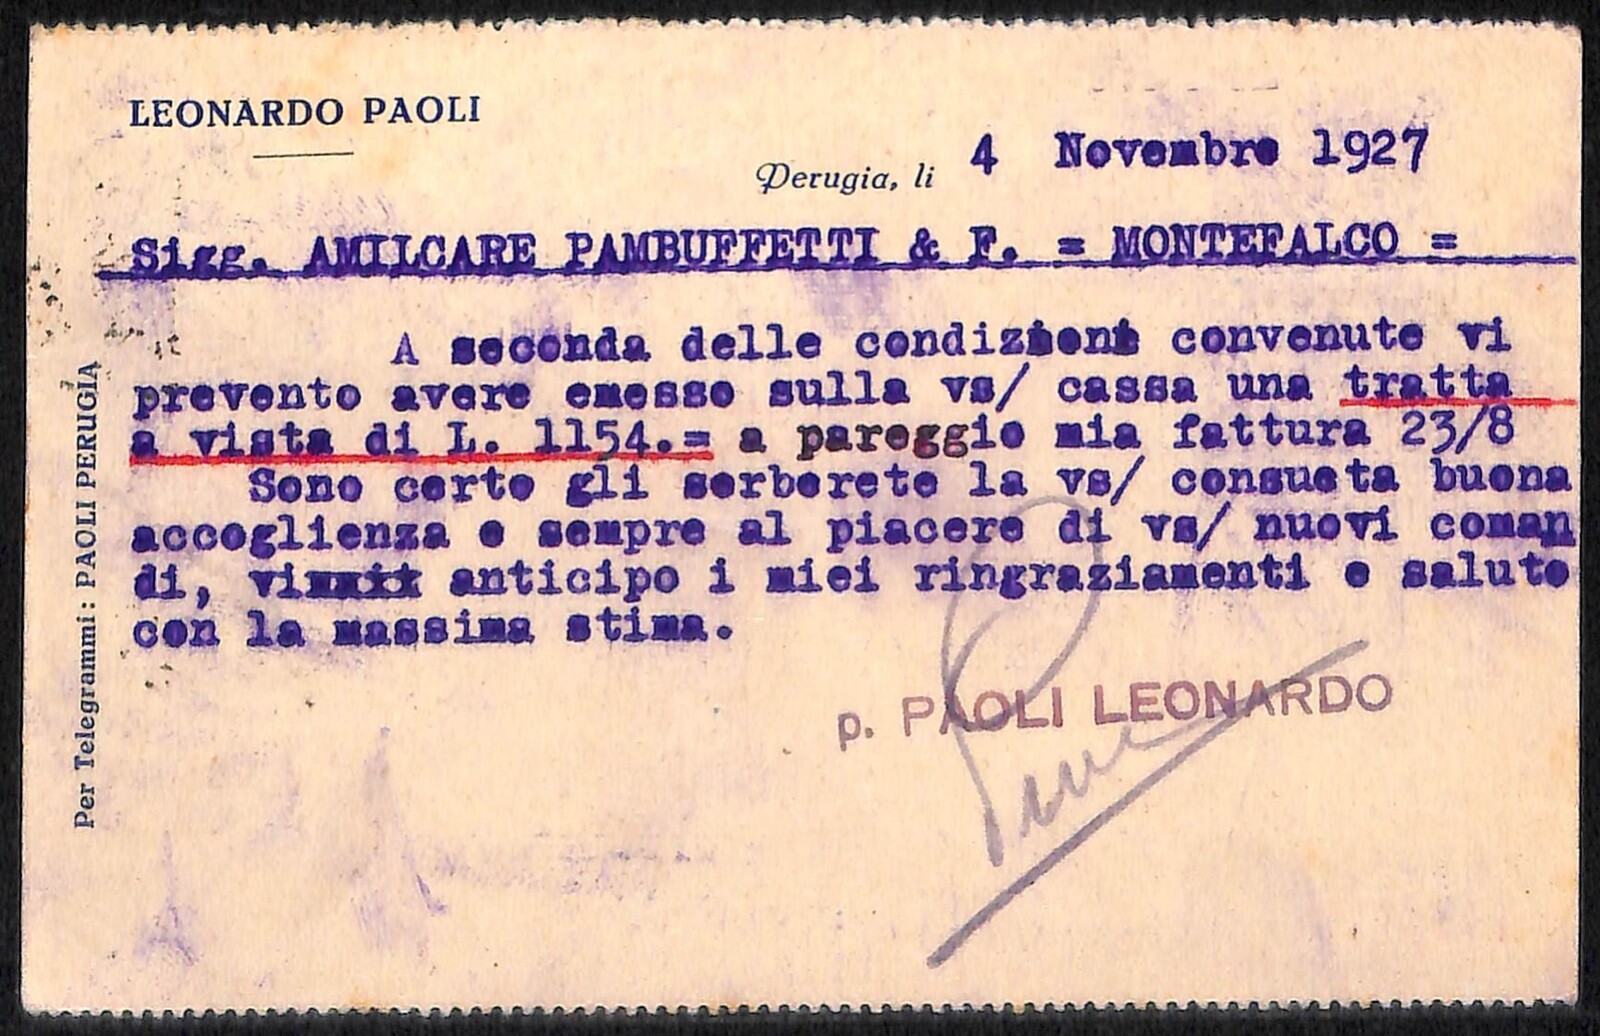 LEONARDO PAOLI
Perugia, li 4 Novembre 1927
Sigg. AMILCARE PAMBUFFETTI & F. = MONTEFALCO =
A seconda delle condizioni convenute vi
prevento avere emesso sulla vs/ cassa una tratta
a vista di L. 1154.= a pareggio mia fattura 23/8
Sono certo gli serberete la vs/ consueta buona
accoglienza e sempre al piacere di vs/ nuovi coman
di, vi anticipo i miei ringraziamenti e saluto
con la massima stima.
p. PAOLI LEONARDO
Per Telegrammi: PAOLI PERUGIA